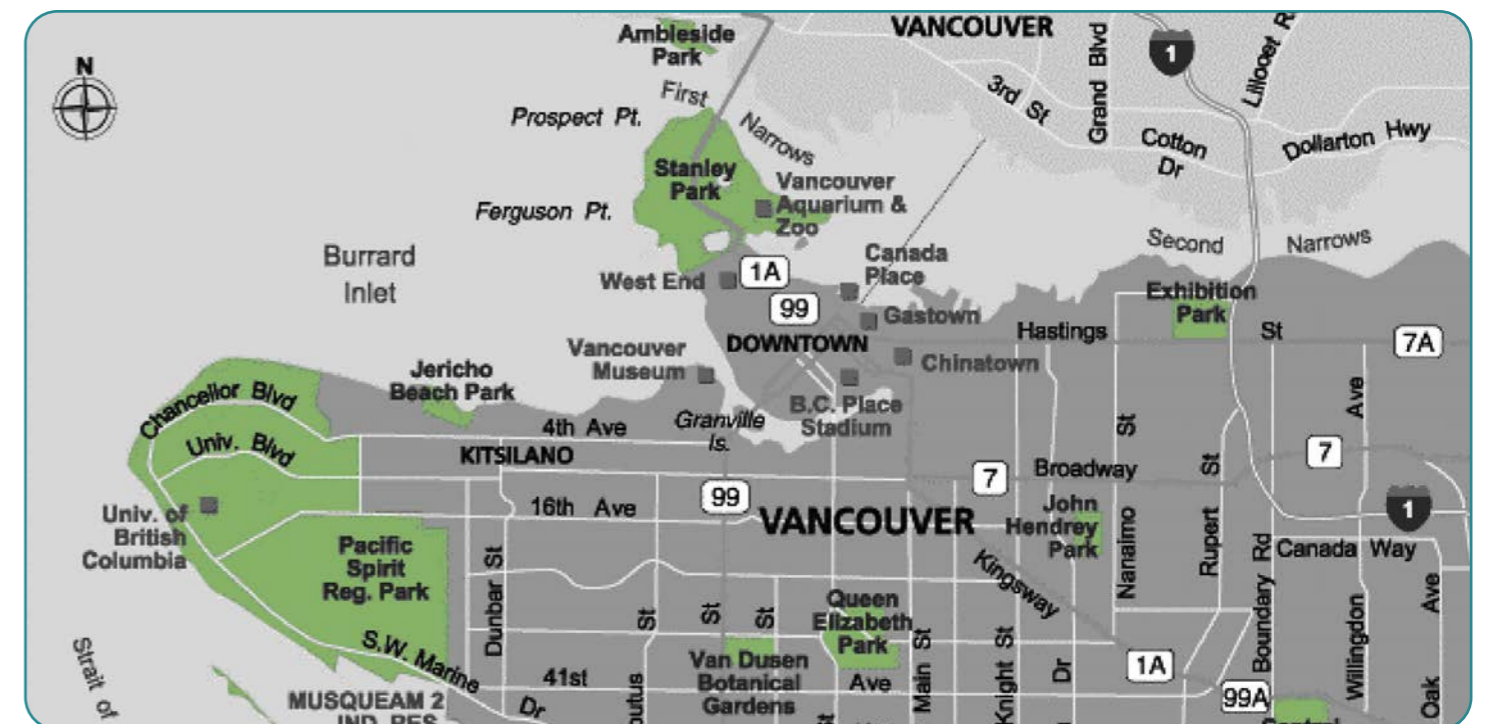 N
Ambleside
Park
VANCOUVER
1
Grand Blvd
Lillooet R
First
Narrows
3rd St
Prospect Pt.
Cotton
Dr
Dollarton Hwy
Stanley
Park
Vancouver
Aquarium &
Zoo
Ferguson Pt.
Burrard
Inlet
Second
Narrows
Canada
Place
West End
1A
99
Exhibition
Park
Gastown
Hastings
St
7A
DOWNTOWN
Vancouver
Museum
Chinatown
Jericho
Beach Park
Chancellor Blvd
B.C. Place
Stadium
Granville
Is.
4th Ave
Univ. Blvd
KITSILANO
St
Ave
7
Broadway
7
St
99
16th Ave
VANCOUVER
John
Hendrey
Park
1
Univ. of
British
Columbia
Pacific
Spirit
Reg. Park
Dunbar St
Kingsway
Nanaimo
Rupert
Boundary Rd
Canada Way
Queen
Elizabeth
Park
St
St
St
Main St
Knight St
Dr
Willingdon
Ave
Oak
Strait of
S.W. Marine
Dr
41st
Ave
Van Dusen
Botanical
Gardens
1A
99A
MUSQUEAM 2
IND. RES.
utus
St